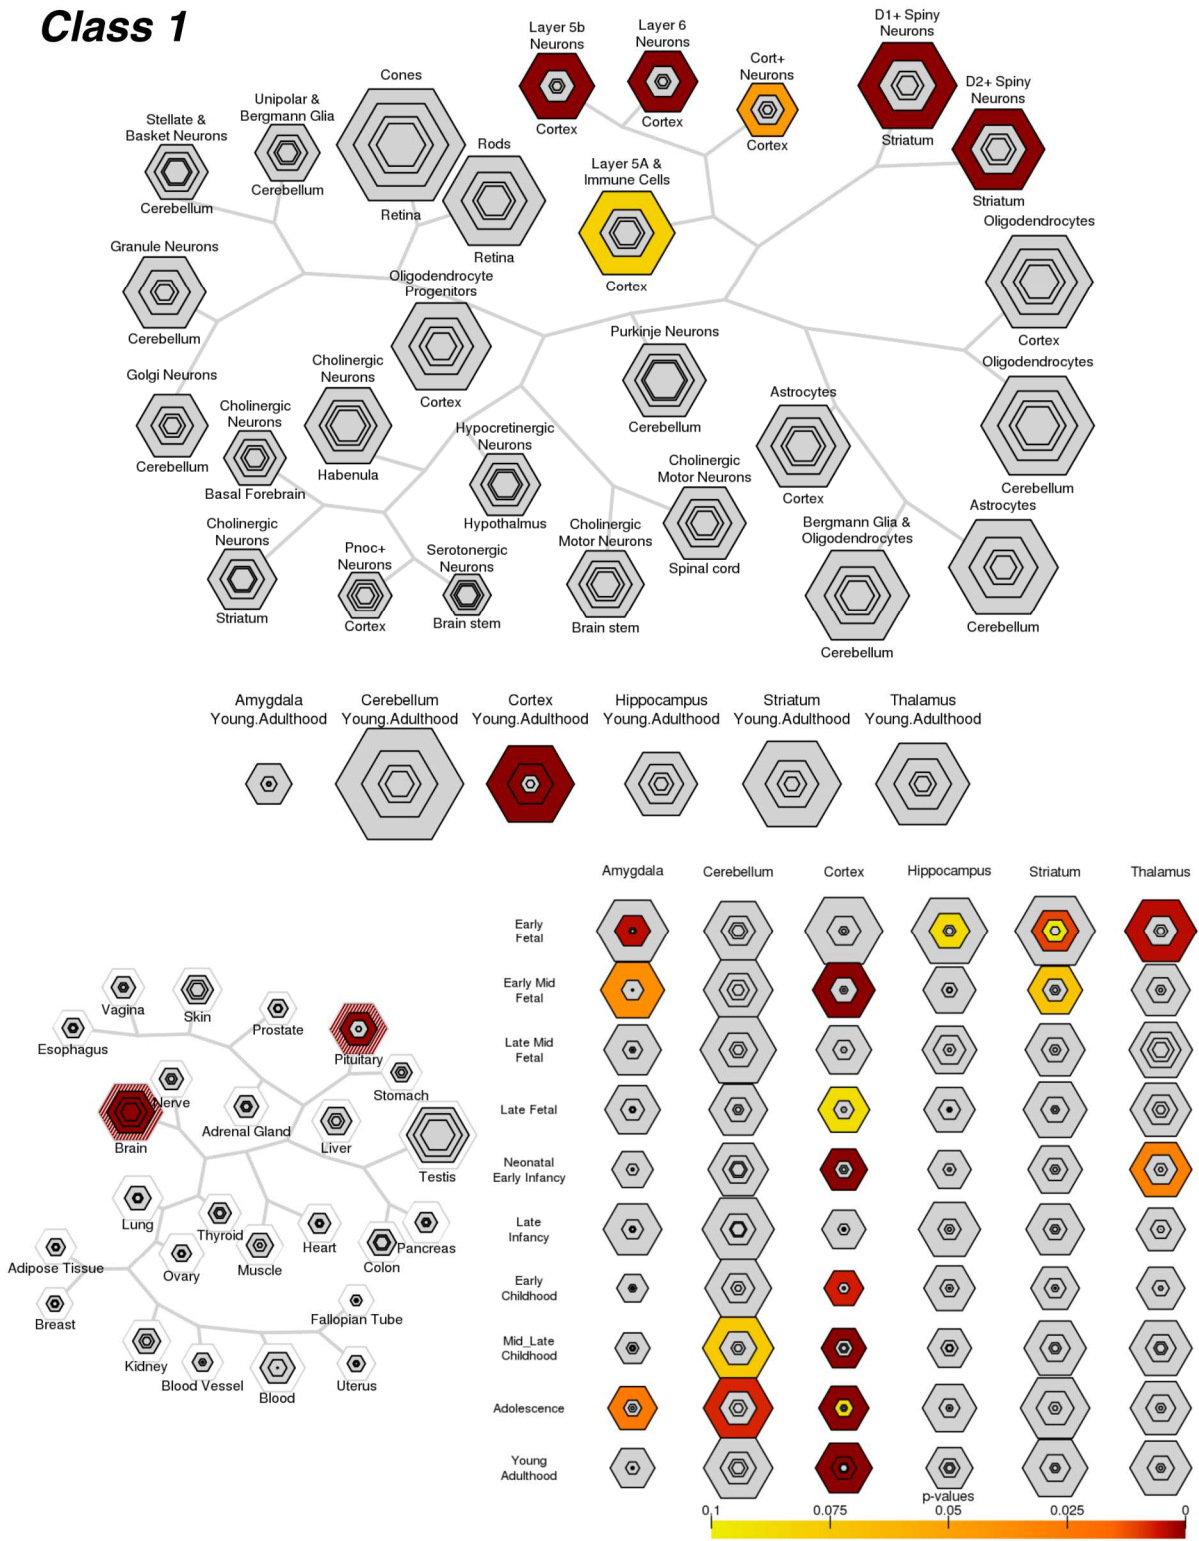 Class 1
Layer 5b
Neurons
Cortex
Layer 6
Neurons
Cortex
Cort+
Neurons
Cortex
D1+ Spiny
Neurons
Striatum
D2+ Spiny
Neurons
Striatum
Cones
Retina
Rods
Retina
Unipolar &
Bergmann Glia
Cerebellum
Stellate &
Basket Neurons
Cerebellum
Layer 5A &
Immune Cells
Cortex
Granule Neurons
Cerebellum
Oligodendrocyte
Progenitors
Cortex
Oligodendrocytes
Cortex
Purkinje Neurons
Cerebellum
Golgi Neurons
Cerebellum
Cholinergic
Neurons
Habenula
Cholinergic
Neurons
Basal Forebrain
Oligodendrocytes
Cerebellum
Astrocytes
Cortex
Hypocretinergic
Neurons
Hypothalmus
Cholinergic
Motor Neurons
Spinal cord
Cholinergic
Neurons
Striatum
Pnoc+
Neurons
Cortex
Serotonergic
Neurons
Brain stem
Cholinergic
Motor Neurons
Brain stem
Bergmann Glia &
Oligodendrocytes
Cerebellum
Astrocytes
Cerebellum
Amygdala
Young.Adulthood
Cerebellum
Young.Adulthood
Cortex
Young.Adulthood
Hippocampus
Young.Adulthood
Striatum
Young.Adulthood
Thalamus
Young.Adulthood
Vagina
Skin
Prostate
Esophagus
Pituitary
Stomach
Nerve
Adrenal Gland
Liver
Brain
Testis
Lung
Thyroid
Muscle
Heart
Colon
Pancreas
Adipose Tissue
Ovary
Breast
Fallopian Tube
Kidney
Blood Vessel
Blood
Uterus
Amygdala
Cerebellum
Cortex
Hippocampus
Striatum
Thalamus
Early
Fetal
Early Mid
Fetal
Late Mid
Fetal
Late Fetal
Neonatal
Early Infancy
Late
Infancy
Early
Childhood
Mid_Late
Childhood
Adolescence
Young
Adulthood
p-values
0.1
0.075
0.05
0.025
0